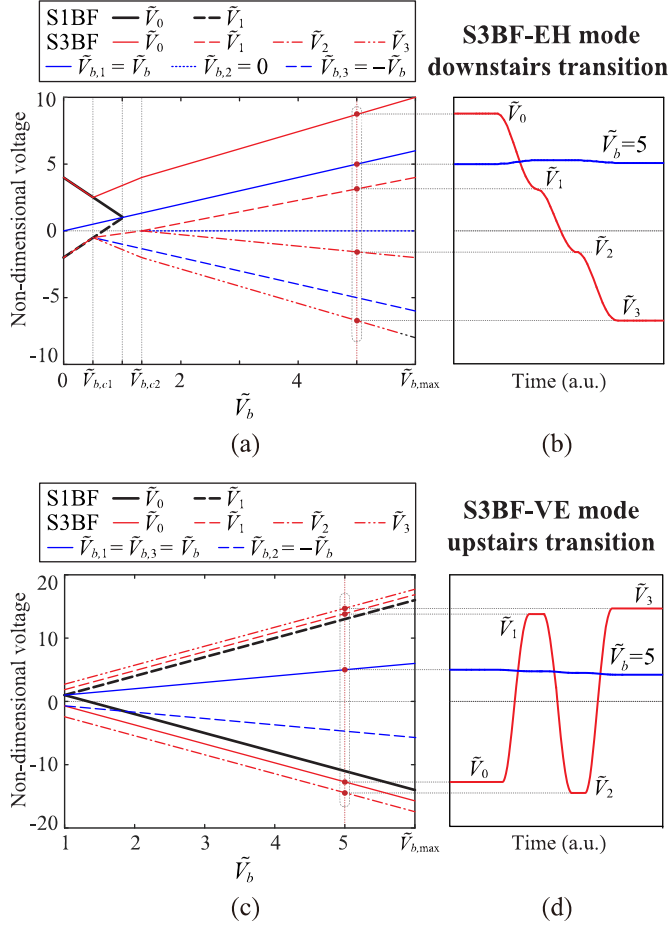 S1BF Ṽ₀ Ṽ₁
S3BF Ṽ₀ Ṽ₁ Ṽ₂ Ṽ₃
Ṽb,1 = Ṽb Ṽb,2 = 0 Ṽb,3 = −Ṽb
S3BF-EH mode
downstairs transition
Non-dimensional voltage
10
5
0
-5
-10
0 Ṽb,c1 Ṽb,c2 2 4 Ṽb,max
Ṽb
(a)
Ṽ₀
Ṽb=5
Ṽ₁
Ṽ₂
Ṽ₃
Time (a.u.)
(b)
S1BF Ṽ₀ Ṽ₁
S3BF Ṽ₀ Ṽ₁ Ṽ₂ Ṽ₃
Ṽb,1 = Ṽb,3 = Ṽb Ṽb,2 = −Ṽb
S3BF-VE mode
upstairs transition
Non-dimensional voltage
20
10
0
-10
-20
1 2 3 4 5 Ṽb,max
Ṽb
(c)
Ṽ₃
Ṽ₁
Ṽb=5
Ṽ₀
Ṽ₂
Time (a.u.)
(d)